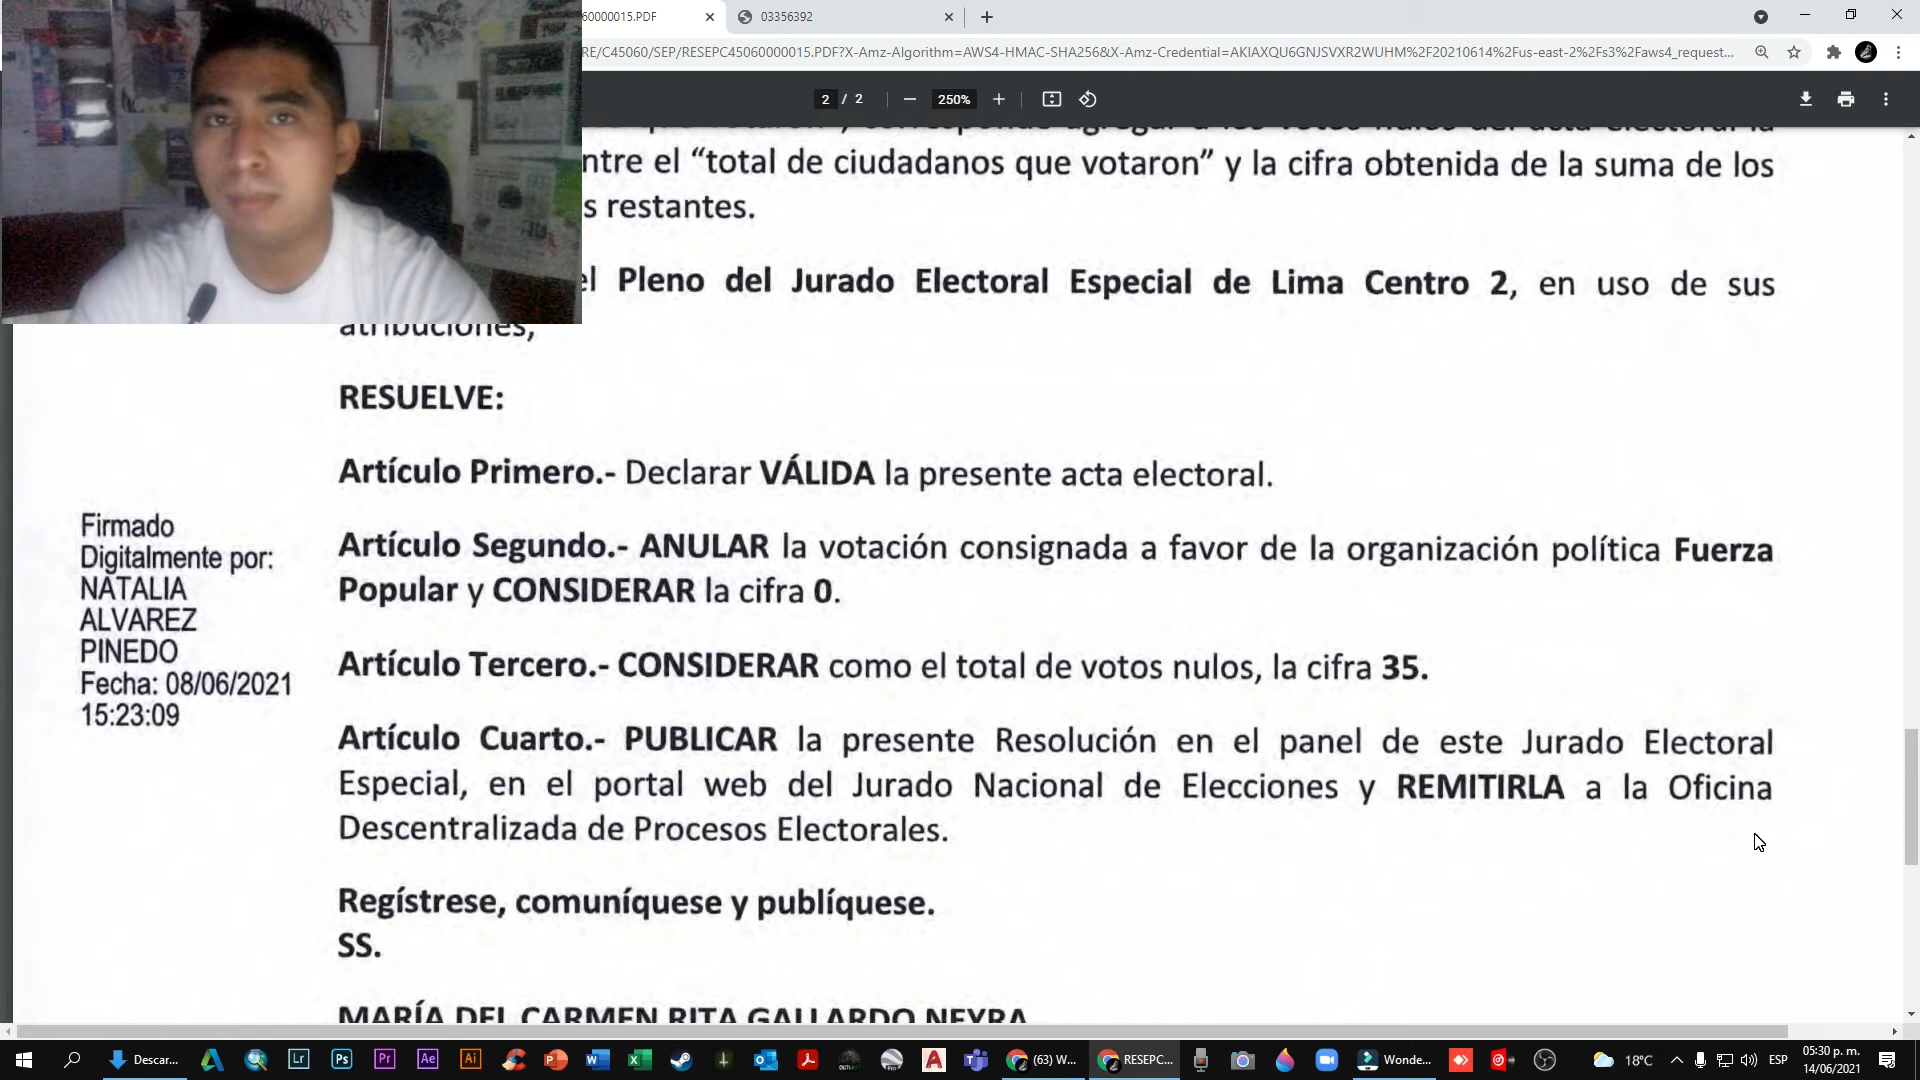 60000015.PDF
03356392
RE/C45060/SEP/RESEPC45060000015.PDF?X-Amz-Algorithm=AWS4-HMAC-SHA256&X-Amz-Credential=AKIAXQU6GNJSVXR2WUHM%2F20210614%2Fus-east-2%2Fs3%2Faws4_request...
2 / 2
250%
ntre el “total de ciudadanos que votaron” y la cifra obtenida de la suma de los
s restantes.
el Pleno del Jurado Electoral Especial de Lima Centro 2, en uso de sus
atribuciones,
RESUELVE:
Artículo Primero.- Declarar VÁLIDA la presente acta electoral.
Firmado
Digitalmente por:
NATALIA
ALVAREZ
PINEDO
Fecha: 08/06/2021
15:23:09
Artículo Segundo.- ANULAR la votación consignada a favor de la organización política Fuerza
Popular y CONSIDERAR la cifra 0.
Artículo Tercero.- CONSIDERAR como el total de votos nulos, la cifra 35.
Artículo Cuarto.- PUBLICAR la presente Resolución en el panel de este Jurado Electoral
Especial, en el portal web del Jurado Nacional de Elecciones y REMITIRLA a la Oficina
Descentralizada de Procesos Electorales.
Regístrese, comuníquese y publíquese.
SS.
MARÍA DEL CARMEN RITA GALLARDO NEYRA
Descar...
Lr
Ps
Pr
Ae
Ai
(63) W...
RESEPC...
Wonde...
18°C
ESP
05:30 p. m.
14/06/2021